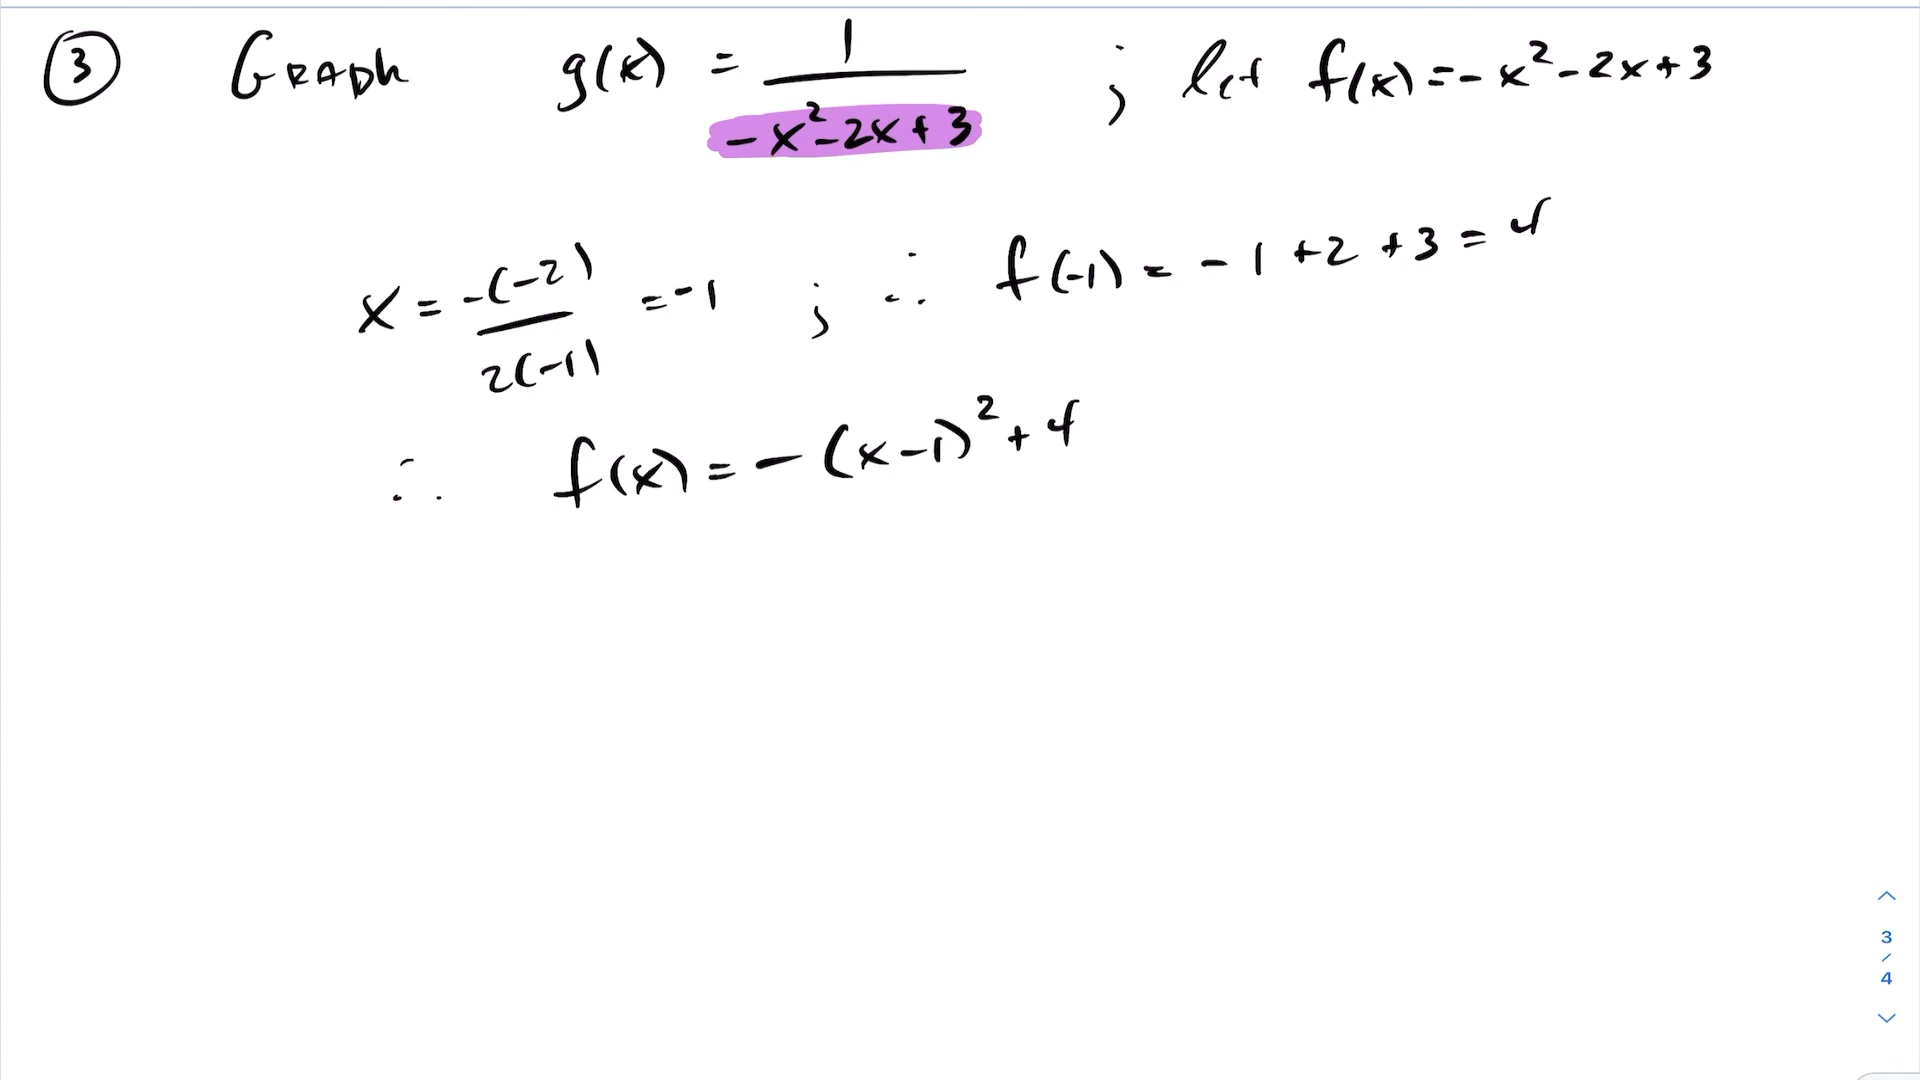 ③ Graph g(x) = 1/(-x²-2x+3) ; let f(x) = -x²-2x+3
x = -(-2)/2(-1) = -1 ; ∴ f(-1) = -1+2+3 = 4
∴ f(x) = -(x-1)²+4
3
/
4